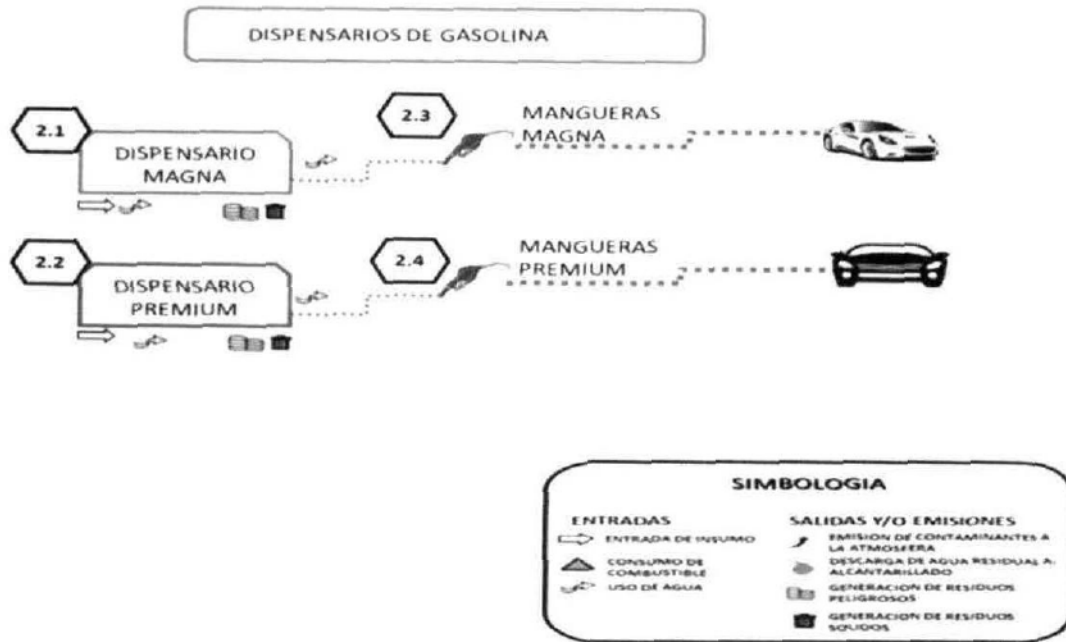 DISPENSARIOS DE GASOLINA
2.1
DISPENSARIO
MAGNA
2.3
MANGUERAS
MAGNA
2.2
DISPENSARIO
PREMIUM
2.4
MANGUERAS
PREMIUM
SIMBOLOGIA
ENTRADAS
ENTRADA DE INSUMO
CONSUMO DE
COMBUSTIBLE
USO DE AGUA
SALIDAS Y/O EMISIONES
EMISION DE CONTAMINANTES A
LA ATMOSFERA
DESCARGA DE AGUA RESIDUAL A
ALCANTARILLADO
GENERACION DE RESIDUOS
PELIGROSOS
GENERACION DE RESIDUOS
SOLIDOS